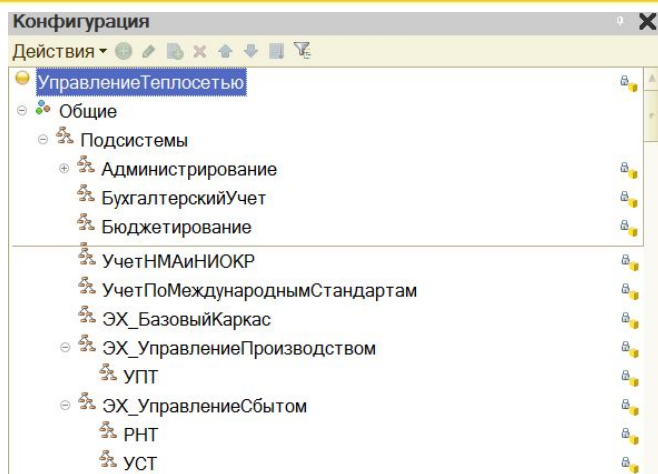 Конфигурация
Действия
УправлениеТеплосетью
Общие
Подсистемы
Администрирование
БухгалтерскийУчет
Бюджетирование
УчетНМАиНИОКР
УчетПоМеждународнымСтандартам
ЭХ_БазовыйКаркас
ЭХ_УправлениеПроизводством
УПТ
ЭХ_УправлениеСбытом
РНТ
УСТ